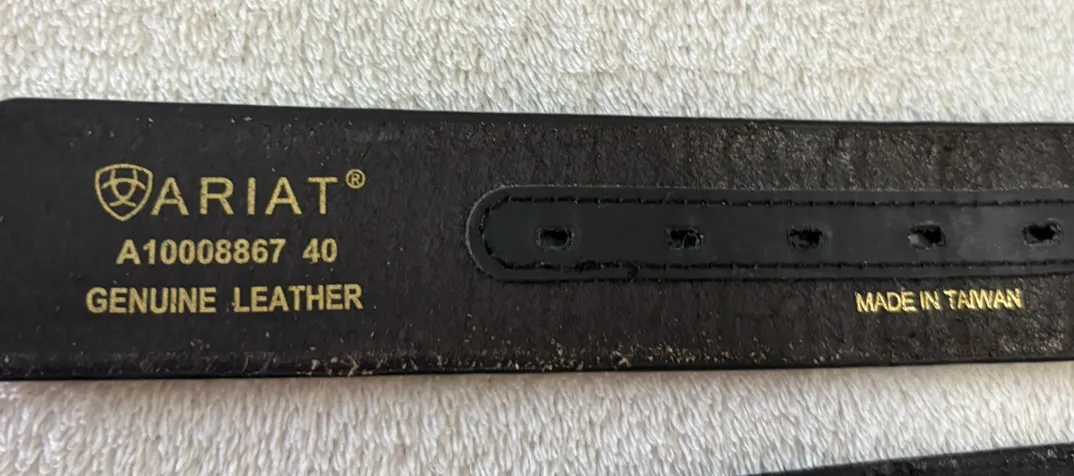 ARIAT®
A10008867 40
GENUINE LEATHER
MADE IN TAIWAN